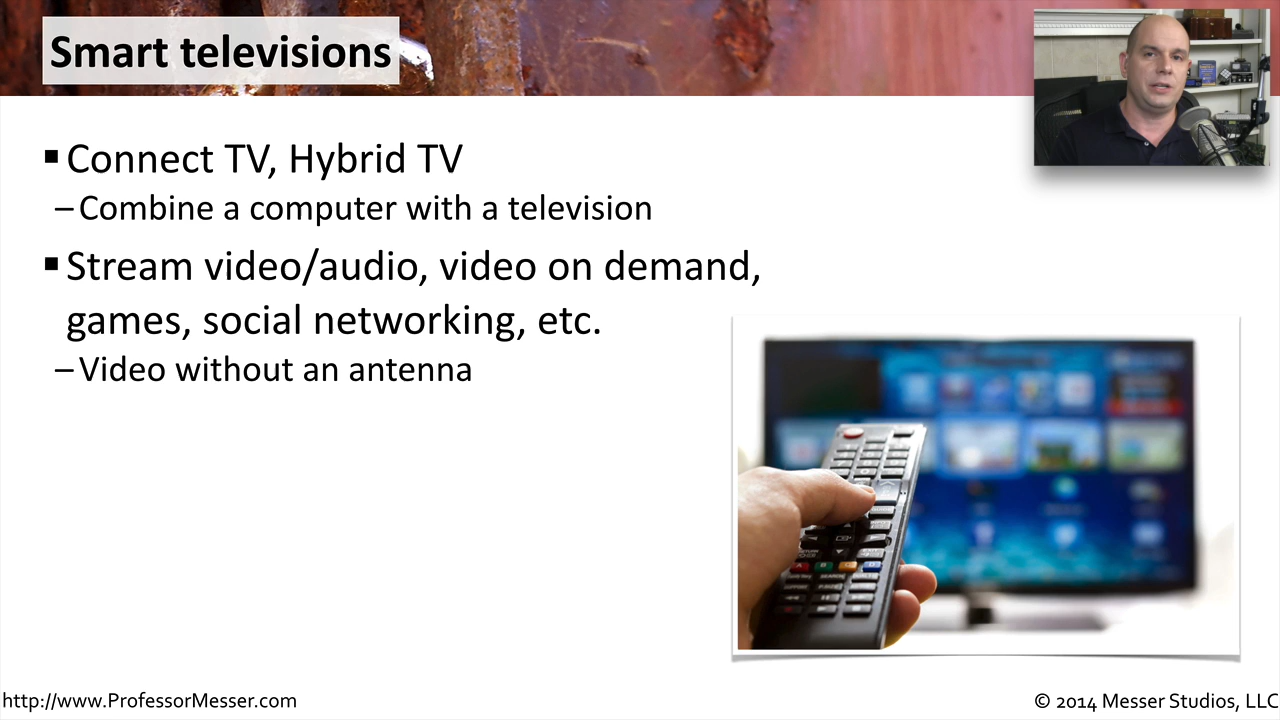 Smart televisions
▪ Connect TV, Hybrid TV
– Combine a computer with a television
▪ Stream video/audio, video on demand,
games, social networking, etc.
– Video without an antenna
http://www.ProfessorMesser.com
© 2014 Messer Studios, LLC